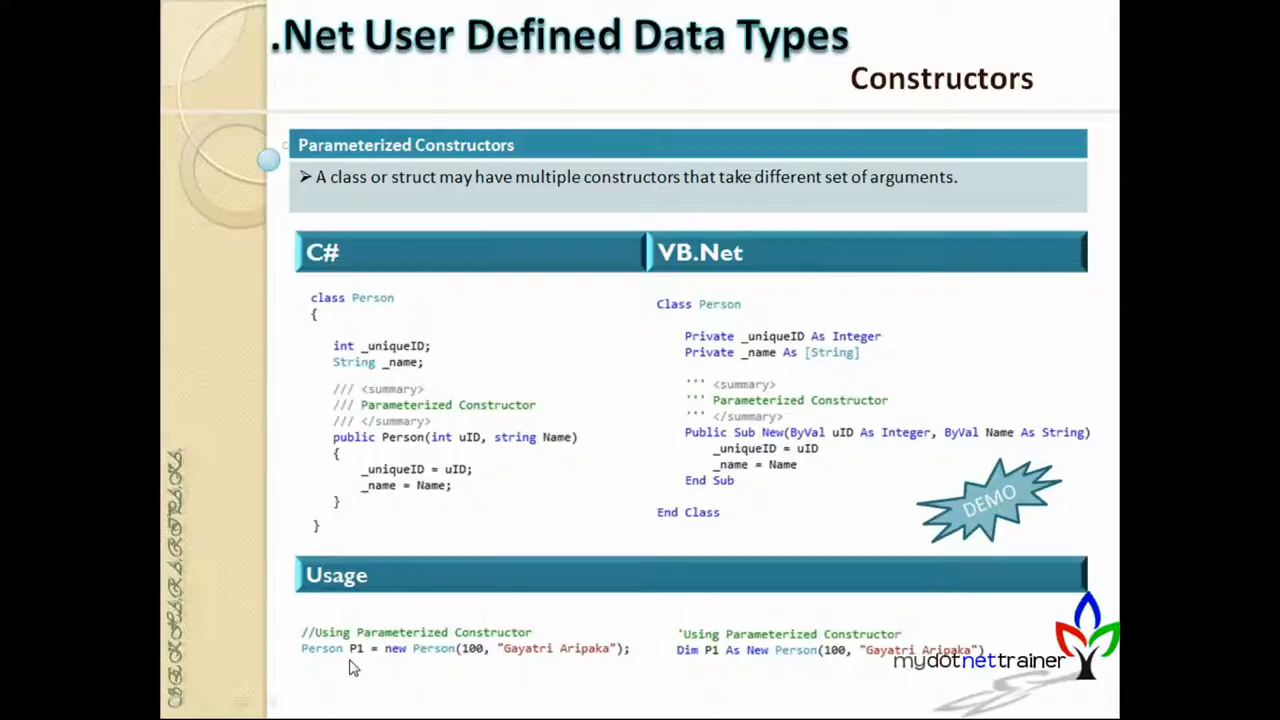 .Net User Defined Data Types
Constructors
Parameterized Constructors
➢ A class or struct may have multiple constructors that take different set of arguments.
C#
class Person
{
int _uniqueID;
String _name;
/// <summary>
/// Parameterized Constructor
/// </summary>
public Person(int uID, string Name)
{
_uniqueID = uID;
_name = Name;
}
}
VB.Net
Class Person
Private _uniqueID As Integer
Private _name As [String]
''' <summary>
''' Parameterized Constructor
''' </summary>
Public Sub New(ByVal uID As Integer, ByVal Name As String)
_uniqueID = uID
_name = Name
End Sub
End Class
DEMO
Usage
//Using Parameterized Constructor
Person P1 = new Person(100, "Gayatri Aripaka");
'Using Parameterized Constructor
Dim P1 As New Person(100, "Gayatri Aripaka")
mydotnettrainer